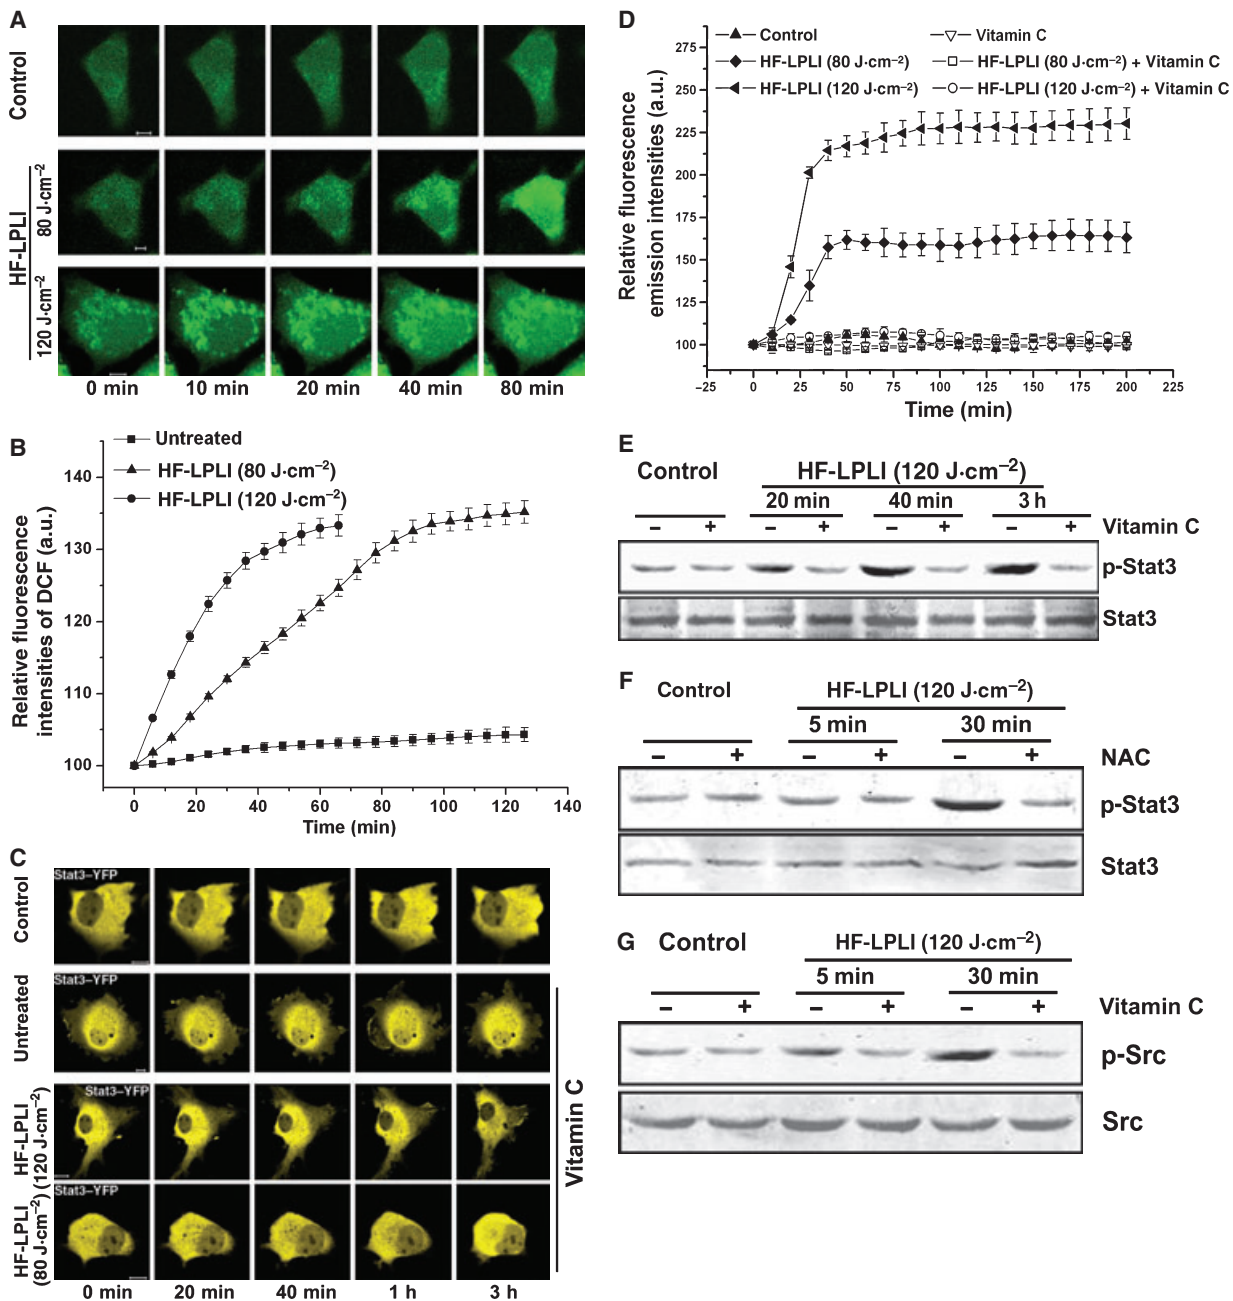 A
Control
HF-LPLI
80 J·cm⁻²
120 J·cm⁻²
0 min 10 min 20 min 40 min 80 min
B
Untreated
HF-LPLI (80 J·cm⁻²)
HF-LPLI (120 J·cm⁻²)
Relative fluorescence
intensities of DCF (a.u.)
140
130
120
110
100
0 20 40 60 80 100 120 140
Time (min)
C
Control
Untreated
HF-LPLI
(120 J·cm⁻²)
HF-LPLI
(80 J·cm⁻²)
Stat3–YFP
Stat3–YFP
Stat3–YFP
Stat3–YFP
Vitamin C
0 min 20 min 40 min 1 h 3 h
D
Control
HF-LPLI (80 J·cm⁻²)
HF-LPLI (120 J·cm⁻²)
Vitamin C
HF-LPLI (80 J·cm⁻²) + Vitamin C
HF-LPLI (120 J·cm⁻²) + Vitamin C
Relative fluorescence
emission intensities (a.u.)
275
250
225
200
175
150
125
100
−25 0 25 50 75 100 125 150 175 200 225
Time (min)
E
Control HF-LPLI (120 J·cm⁻²)
20 min 40 min 3 h
– + – + – + – + Vitamin C
p-Stat3
Stat3
F
Control HF-LPLI (120 J·cm⁻²)
5 min 30 min
– + – + – + NAC
p-Stat3
Stat3
G
Control HF-LPLI (120 J·cm⁻²)
5 min 30 min
– + – + – + Vitamin C
p-Src
Src